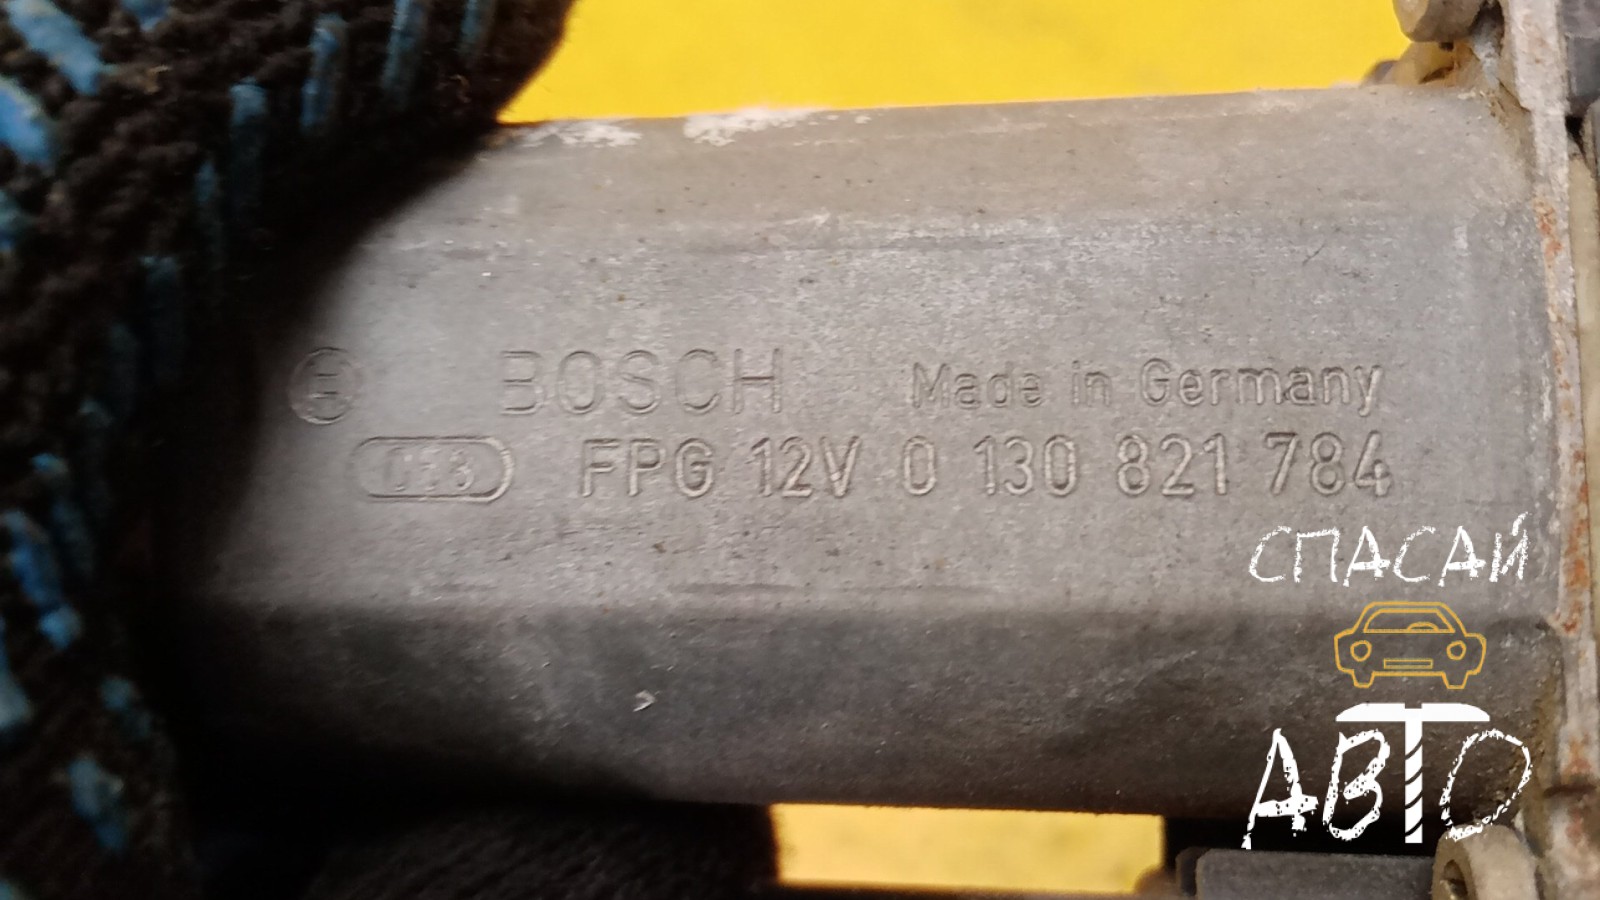 BOSCH Made in Germany
FPG 12V 0 130 821 784
СПАСАЙ
АВТО